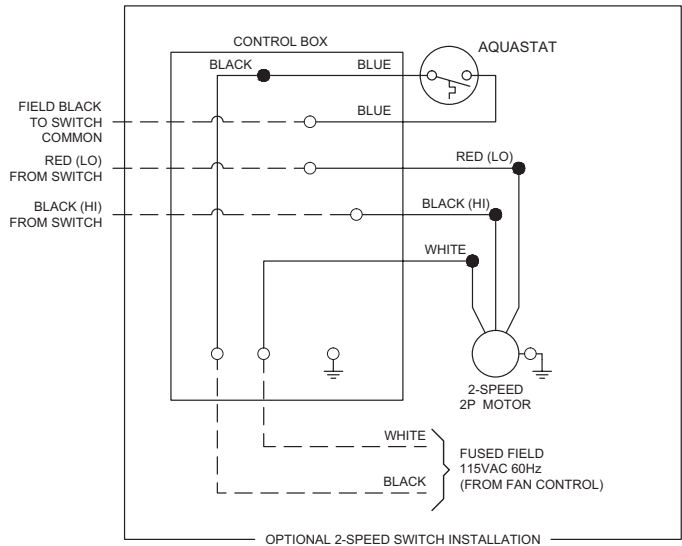 CONTROL BOX
AQUASTAT
BLACK
BLUE
BLUE
FIELD BLACK
TO SWITCH
COMMON
RED (LO)
FROM SWITCH
RED (LO)
BLACK (HI)
FROM SWITCH
BLACK (HI)
WHITE
2-SPEED
2P MOTOR
WHITE
BLACK
FUSED FIELD
115VAC 60Hz
(FROM FAN CONTROL)
OPTIONAL 2-SPEED SWITCH INSTALLATION